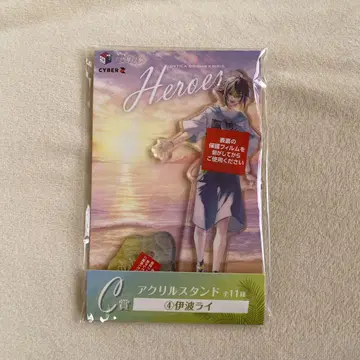 CYBER Z
Heroes
表面の
保護フィルムを
剥がしてから
ご使用ください
C賞
アクリルスタンド 全11種
④伊波ライ